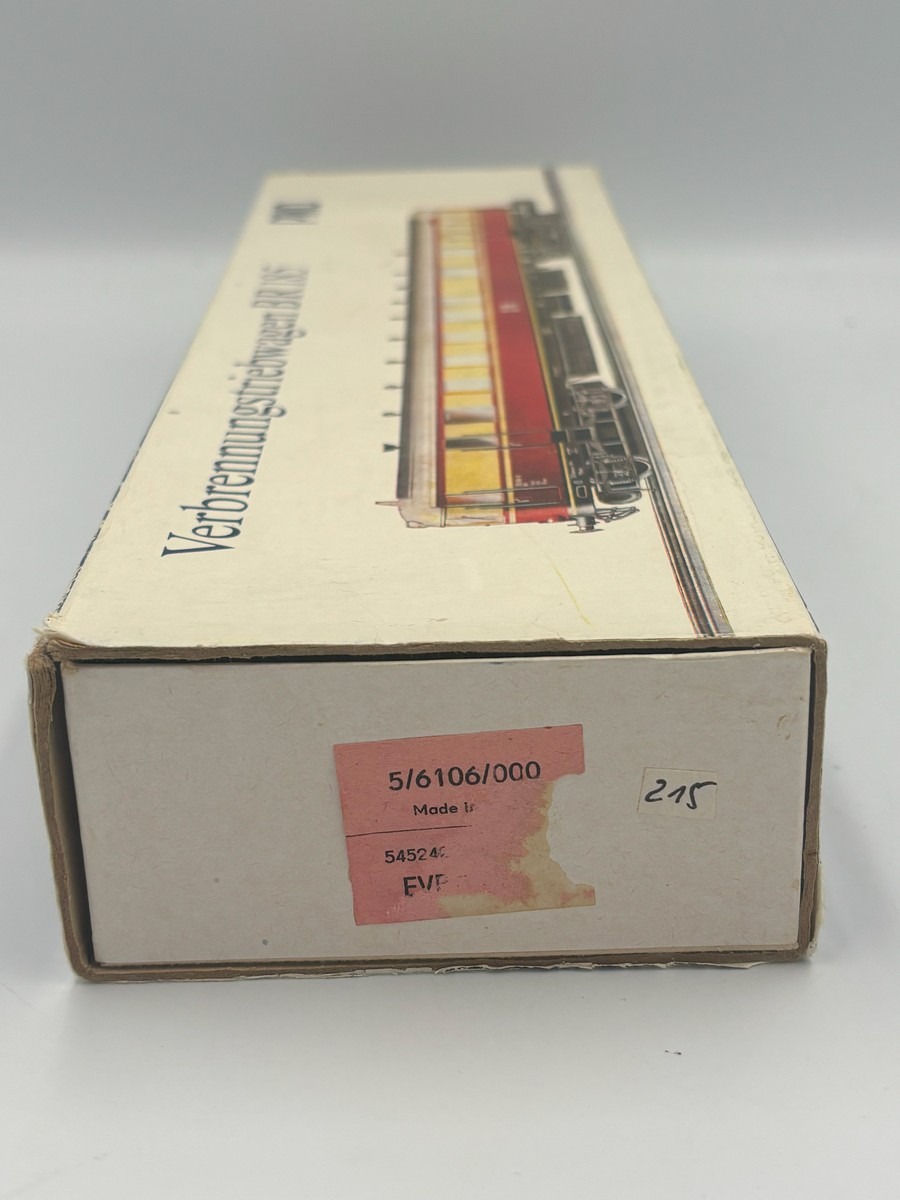 Verbrennungstriebwagen BR 185
5/6106/000
Made i
54524
EVP
215